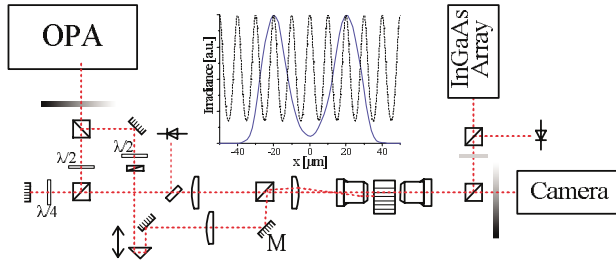 OPA
Irradiance [a.u.]
-40 -20 0 20 40
x [µm]
InGaAs
Array
λ/2
λ/2
λ/4
M
Camera